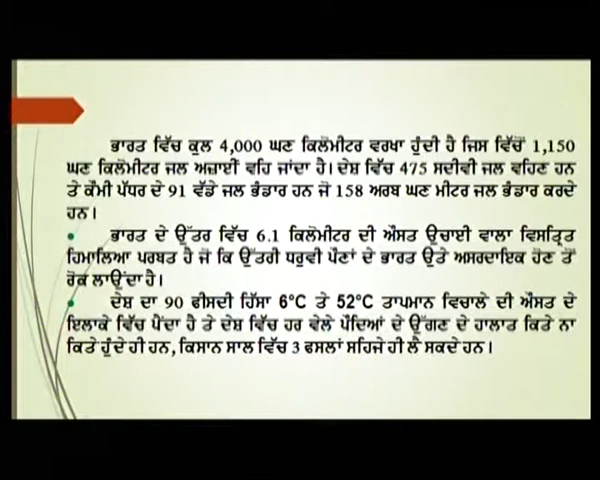 ਭਾਰਤ ਵਿੱਚ ਕੁਲ 4,000 ਘਣ ਕਿਲੋਮੀਟਰ ਵਰਖਾ ਹੁੰਦੀ ਹੈ ਜਿਸ ਵਿੱਚੋਂ 1,150
ਘਣ ਕਿਲੋਮੀਟਰ ਜਲ ਅਜ਼ਾਈਂ ਵਹਿ ਜਾਂਦਾ ਹੈ। ਦੇਸ਼ ਵਿੱਚ 475 ਸਦੀਵੀ ਜਲ ਵਹਿਣ ਹਨ
ਤੇ ਕੌਮੀ ਪੱਧਰ ਦੇ 91 ਵੱਡੇ ਜਲ ਭੰਡਾਰ ਹਨ ਜੋ 158 ਅਰਬ ਘਣ ਮੀਟਰ ਜਲ ਭੰਡਾਰ ਕਰਦੇ
ਹਨ।
• ਭਾਰਤ ਦੇ ਉੱਤਰ ਵਿੱਚ 6.1 ਕਿਲੋਮੀਟਰ ਦੀ ਔਸਤ ਉਚਾਈ ਵਾਲਾ ਵਿਸਤ੍ਰਿਤ
ਹਿਮਾਲਿਆ ਪਰਬਤ ਹੈ ਜੋ ਕਿ ਉੱਤਰੀ ਧਰੁਵੀ ਪੌਣਾਂ ਦੇ ਭਾਰਤ ਉਤੇ ਅਸਰਦਾਇਕ ਹੋਣ ਤੋਂ
ਰੋਕ ਲਾਉਂਦਾ ਹੈ।
• ਦੇਸ਼ ਦਾ 90 ਫੀਸਦੀ ਹਿੱਸਾ 6°C ਤੇ 52°C ਤਾਪਮਾਨ ਵਿਚਾਲੇ ਦੀ ਔਸਤ ਦੇ
ਇਲਾਕੇ ਵਿੱਚ ਪੈਂਦਾ ਹੈ ਤੇ ਦੇਸ਼ ਵਿੱਚ ਹਰ ਵੇਲੇ ਪੌਦਿਆਂ ਦੇ ਉੱਗਣ ਦੇ ਹਾਲਾਤ ਕਿਤੇ ਨਾ
ਕਿਤੇ ਹੁੰਦੇ ਹੀ ਹਨ, ਕਿਸਾਨ ਸਾਲ ਵਿੱਚ 3 ਫਸਲਾਂ ਸਹਿਜੇ ਹੀ ਲੈ ਸਕਦੇ ਹਨ।